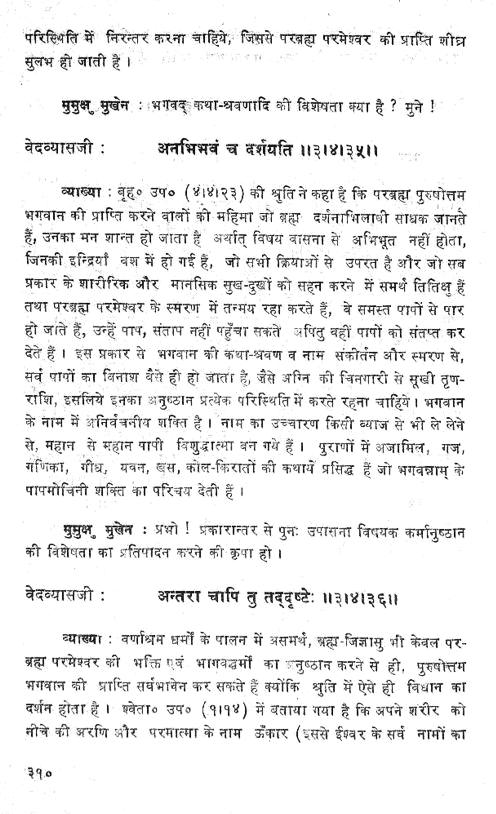 परिस्थिति में निरन्तर करना चाहिये, जिससे परब्रह्म परमेश्वर की प्राप्ति शीघ्र
सुलभ हो जाती है ।
मुमुक्षु मुखेन : भगवद् कथा-श्रवणादि की विशेषता क्या है ? मुने !
वेदव्यासजी : अनभिभवं च दर्शयति ॥३।४।३५॥
व्याख्या : बृह० उप० (४।४।२३) की श्रुति ने कहा है कि परब्रह्म पुरुषोत्तम
भगवान की प्राप्ति करने वालों की महिमा जो ब्रह्म दर्शनाभिलाषी साधक जानते
हैं, उनका मन शान्त हो जाता है अर्थात् विषय वासना से अभिभूत नहीं होता,
जिनकी इन्द्रियाँ वश में हो गई हैं, जो सभी क्रियाओं से उपरत है और जो सब
प्रकार के शारीरिक और मानसिक सुख-दुखों को सहन करने में समर्थ तितिक्षु हैं
तथा परब्रह्म परमेश्वर के स्मरण में तन्मय रहा करते हैं, वे समस्त पापों से पार
हो जाते हैं, उन्हें पाप, संताप नहीं पहुँचा सकते अपितु वहीं पापों को संतप्त कर
देते हैं । इस प्रकार से भगवान की कथा-श्रवण व नाम संकीर्तन और स्मरण से,
सर्व पापों का विनाश वैसे ही हो जाता है, जैसे अग्नि की चिनगारी से सूखी तृण-
राशि, इसलिये इनका अनुष्ठान प्रत्येक परिस्थिति में करते रहना चाहिये । भगवान
के नाम में अनिर्वचनीय शक्ति है । नाम का उच्चारण किसी व्याज से भी ले लेने
से, महान से महान पापी विशुद्धात्मा बन गये हैं । पुराणों में अजामिल, गज,
गणिका, गीध, यवन, खस, कोल-किरातों की कथायें प्रसिद्ध हैं जो भगवन्नाम् के
पापमोचिनी शक्ति का परिचय देती हैं ।
मुमुक्षु मुखेन : प्रभो ! प्रकारान्तर से पुनः उपासना विषयक कर्मानुष्ठान
की विशेषता का प्रतिपादन करने की कृपा हो ।
वेदव्यासजी : अन्तरा चापि तु तद्दृष्टेः ॥३।४।३६॥
व्याख्या : वर्णाश्रम धर्मों के पालन में असमर्थ, ब्रह्म-जिज्ञासु भी केवल पर-
ब्रह्म परमेश्वर की भक्ति एवं भागवद्धर्मों का अनुष्ठान करने से ही, पुरुषोत्तम
भगवान की प्राप्ति सर्वभावेन कर सकते हैं क्योंकि श्रुति में ऐसे ही विधान का
दर्शन होता है । श्वेता० उप० (१।१४) में बताया गया है कि अपने शरीर को
नीचे की अरणि और परमात्मा के नाम ऊँकार (इससे ईश्वर के सर्व नामों का
३१०